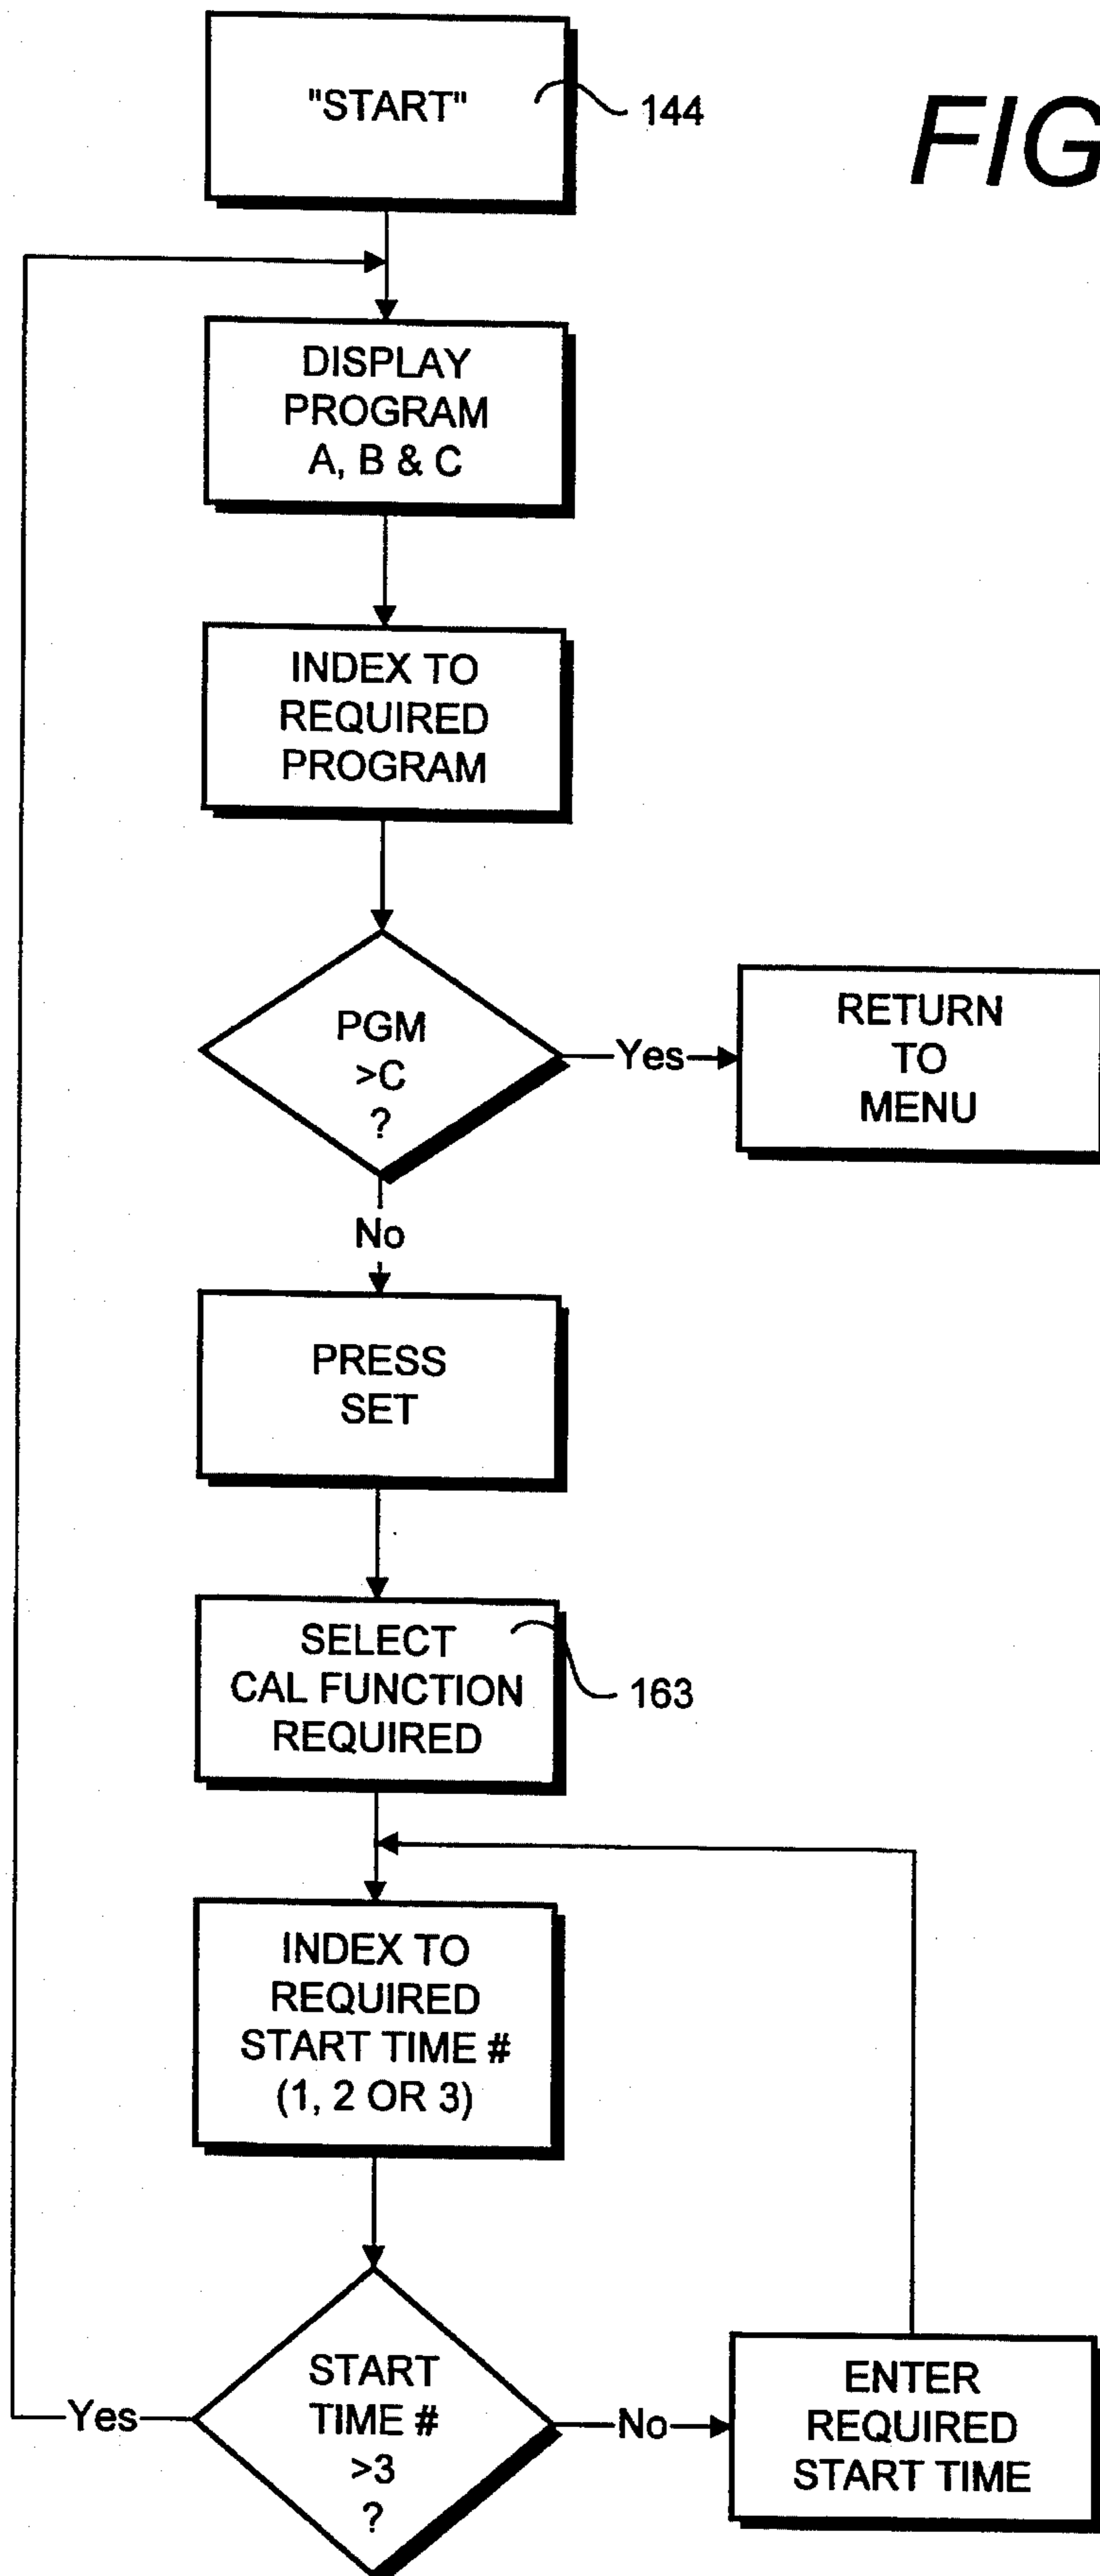 "START"
144
FIG
DISPLAY
PROGRAM
A, B & C
INDEX TO
REQUIRED
PROGRAM
PGM
>C
?
Yes
RETURN
TO
MENU
No
PRESS
SET
SELECT
CAL FUNCTION
REQUIRED
163
INDEX TO
REQUIRED
START TIME #
(1, 2 OR 3)
START
TIME #
>3
?
Yes
No
ENTER
REQUIRED
START TIME